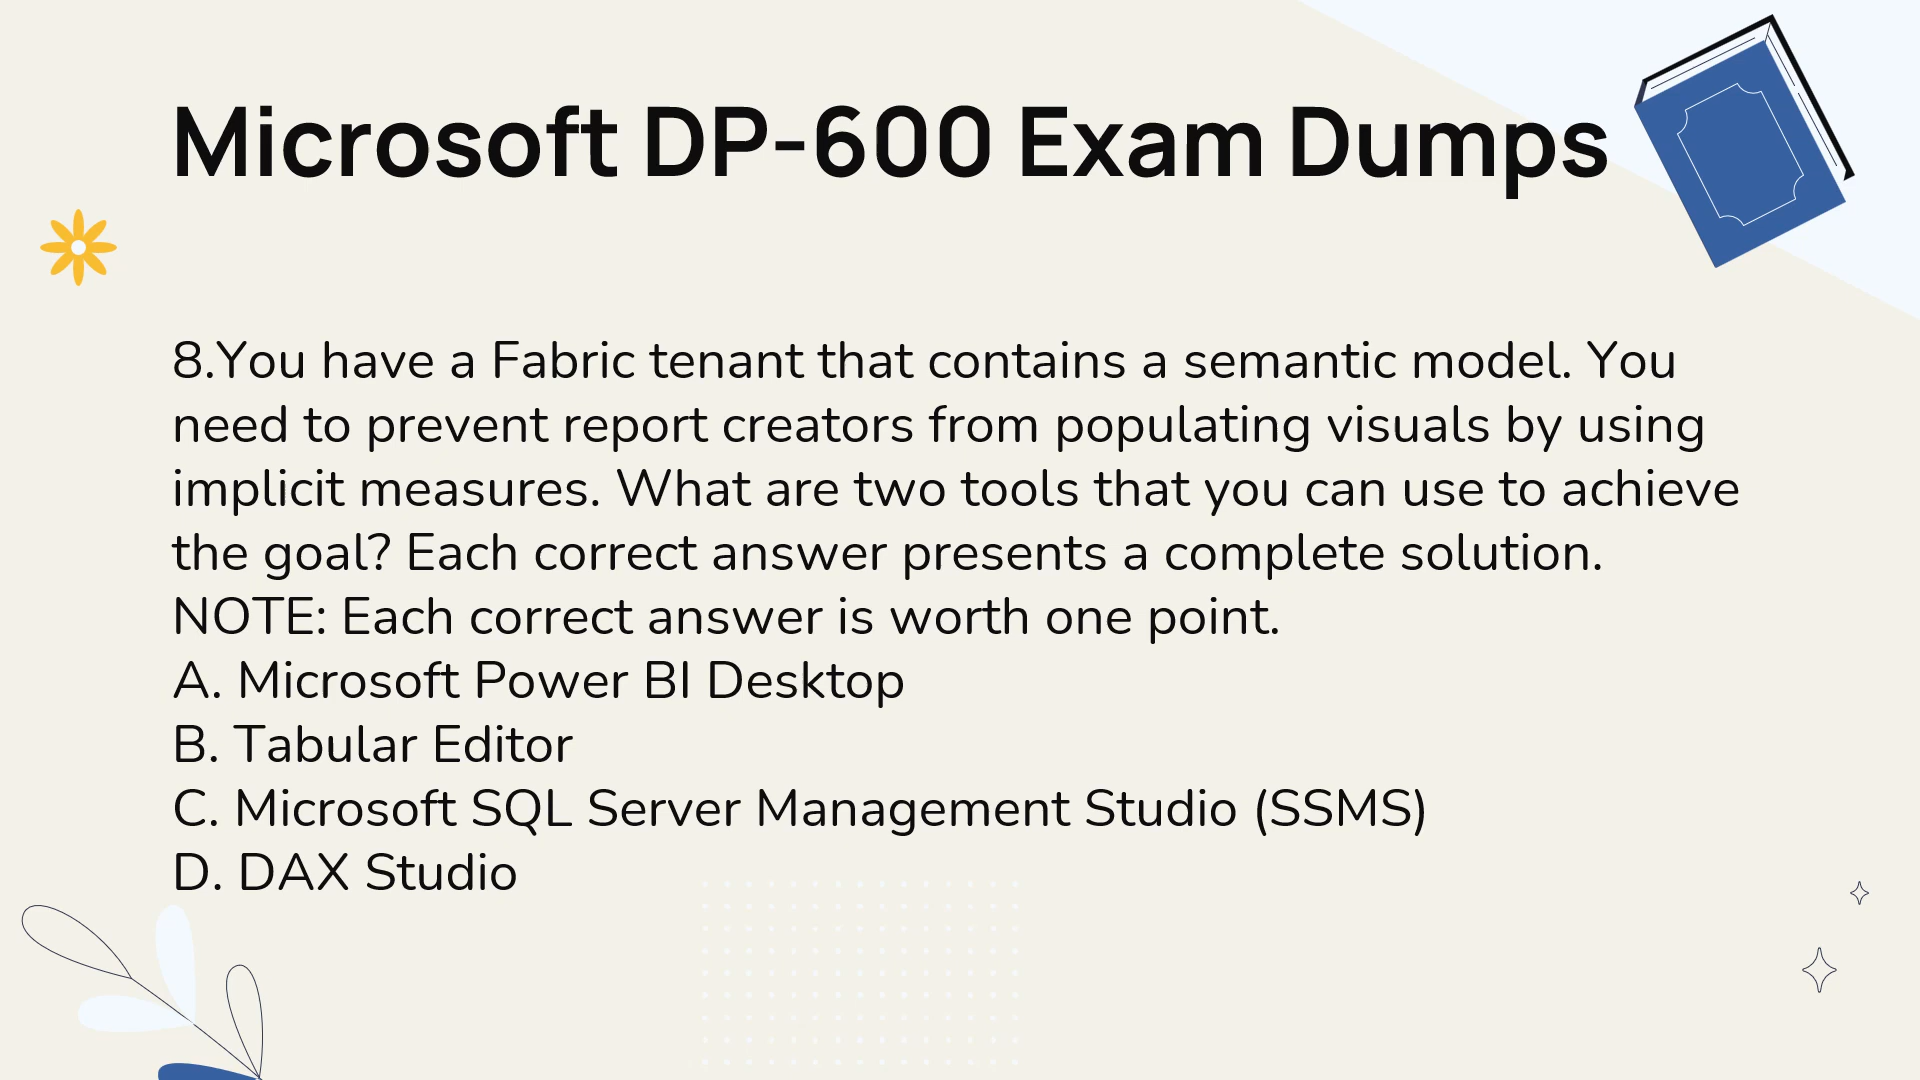 Microsoft DP-600 Exam Dumps
8.You have a Fabric tenant that contains a semantic model. You
need to prevent report creators from populating visuals by using
implicit measures. What are two tools that you can use to achieve
the goal? Each correct answer presents a complete solution.
NOTE: Each correct answer is worth one point.
A. Microsoft Power BI Desktop
B. Tabular Editor
C. Microsoft SQL Server Management Studio (SSMS)
D. DAX Studio